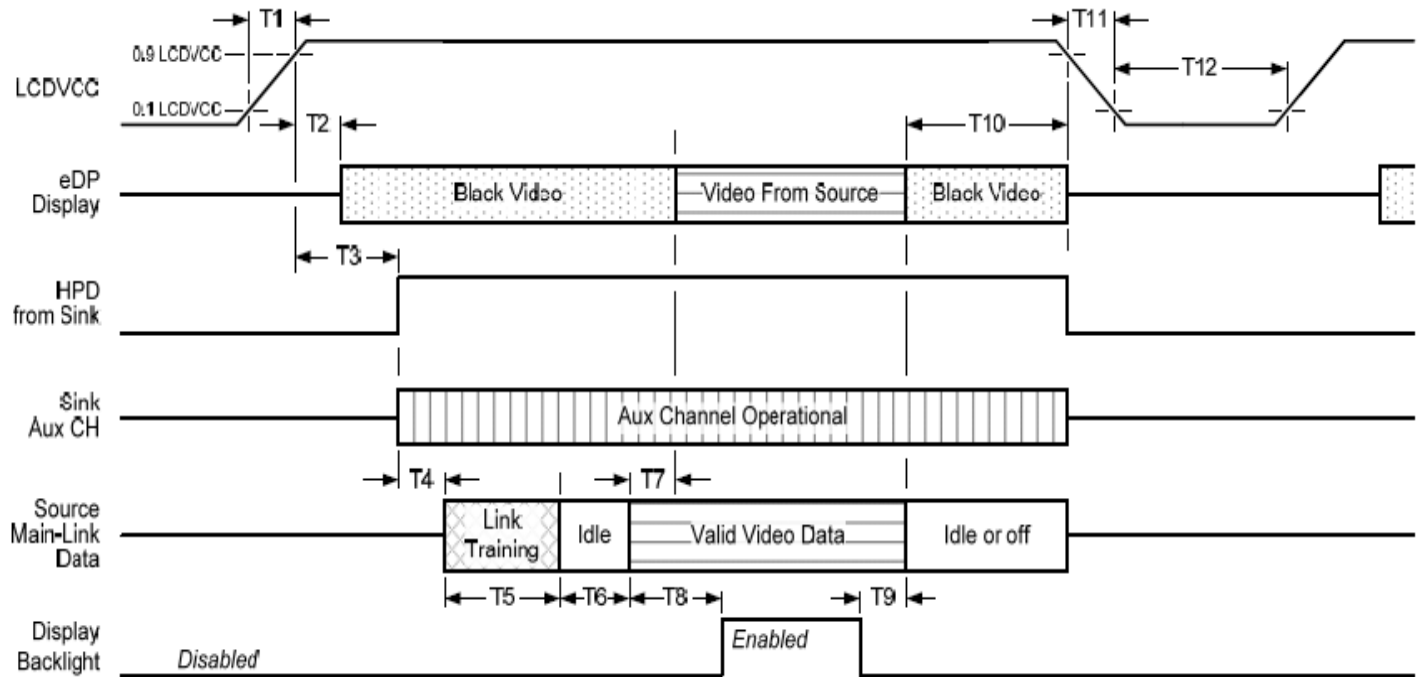 T1
T11
0.9 LCDVCC
T12
LCDVCC
0.1 LCDVCC
T2
T10
eDP
Display
Black Video
Video From Source
Black Video
T3
HPD
from Sink
Sink
Aux CH
Aux Channel Operational
T4
T7
Source
Main-Link
Data
Link
Training
Idle
Valid Video Data
Idle or off
T5
T6
T8
T9
Display
Backlight
Disabled
Enabled